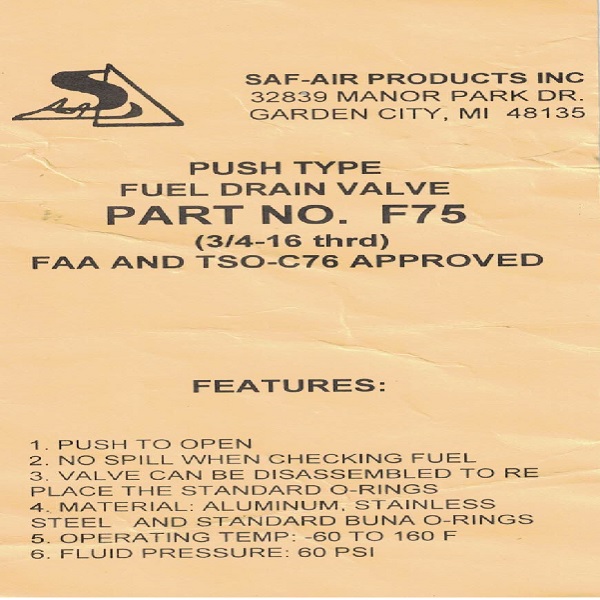 SAF-AIR PRODUCTS INC
32839 MANOR PARK DR.
GARDEN CITY, MI 48135
PUSH TYPE
FUEL DRAIN VALVE
PART NO. F75
(3/4-16 thrd)
FAA AND TSO-C76 APPROVED
FEATURES:
1. PUSH TO OPEN
2. NO SPILL WHEN CHECKING FUEL
3. VALVE CAN BE DISASSEMBLED TO RE
PLACE THE STANDARD O-RINGS
4. MATERIAL: ALUMINUM, STAINLESS
STEEL AND STANDARD BUNA O-RINGS
5. OPERATING TEMP: -60 TO 160 F
6. FLUID PRESSURE: 60 PSI